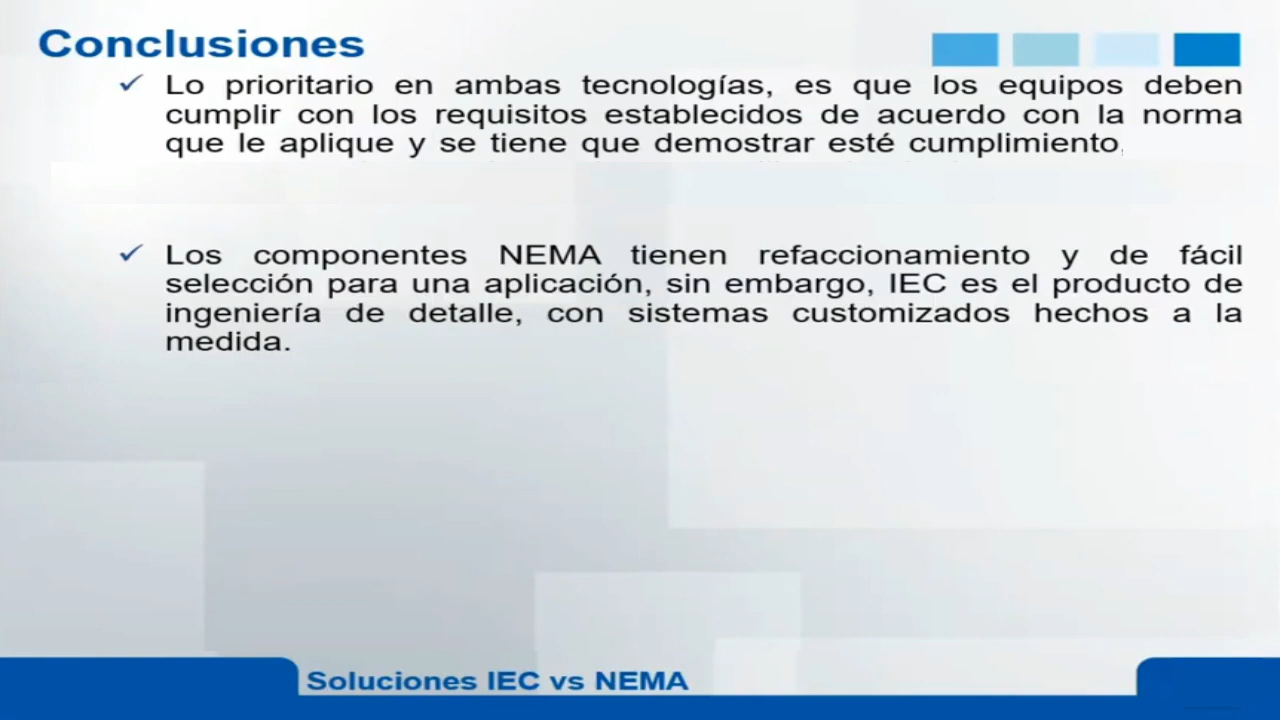 Conclusiones
✓ Lo prioritario en ambas tecnologías, es que los equipos deben
cumplir con los requisitos establecidos de acuerdo con la norma
que le aplique y se tiene que demostrar esté cumplimiento,
✓ Los componentes NEMA tienen refaccionamiento y de fácil
selección para una aplicación, sin embargo, IEC es el producto de
ingeniería de detalle, con sistemas customizados hechos a la
medida.
Soluciones IEC vs NEMA